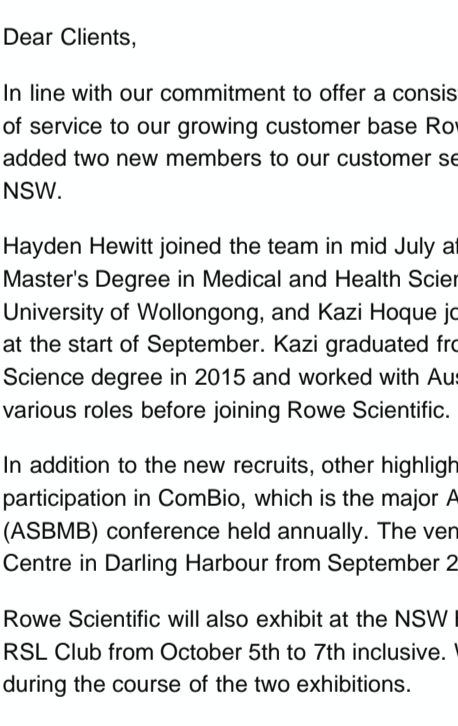 Dear Clients,
In line with our commitment to offer a consis
of service to our growing customer base Rov
added two new members to our customer se
NSW.
Hayden Hewitt joined the team in mid July af
Master's Degree in Medical and Health Scien
University of Wollongong, and Kazi Hoque jo
at the start of September. Kazi graduated fro
Science degree in 2015 and worked with Aus
various roles before joining Rowe Scientific.
In addition to the new recruits, other highligh
participation in ComBio, which is the major A
(ASBMB) conference held annually. The ven
Centre in Darling Harbour from September 2
Rowe Scientific will also exhibit at the NSW
RSL Club from October 5th to 7th inclusive.
during the course of the two exhibitions.